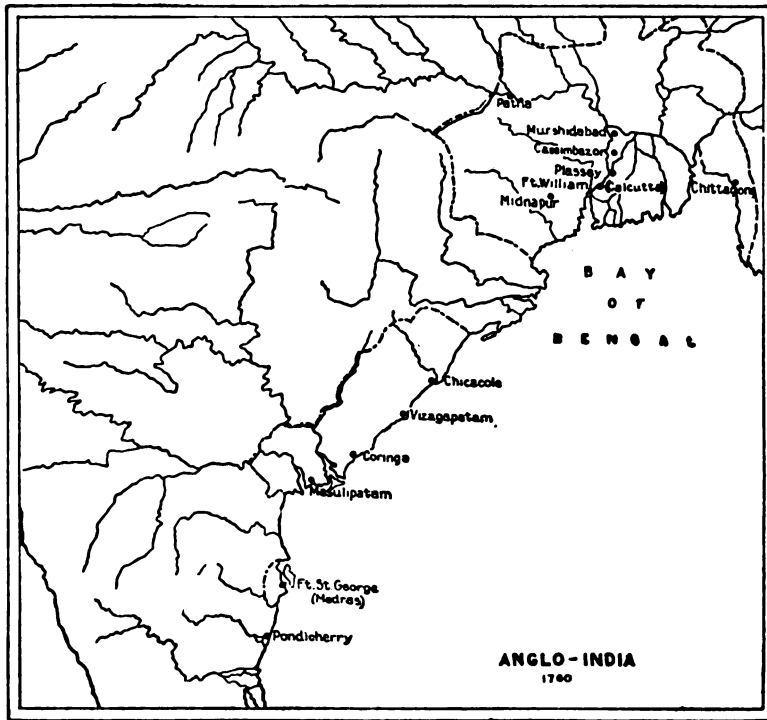 Patna
Murshidabad
Cassimbazar
Plassey
Ft. William
Calcutta
Chittagong
Midnapur
BAY
OF
BENGAL
Chicacole
Vizagapatam
Coringa
Masulipatam
Ft. St. George
(Madras)
Pondicherry
ANGLO-INDIA
1760